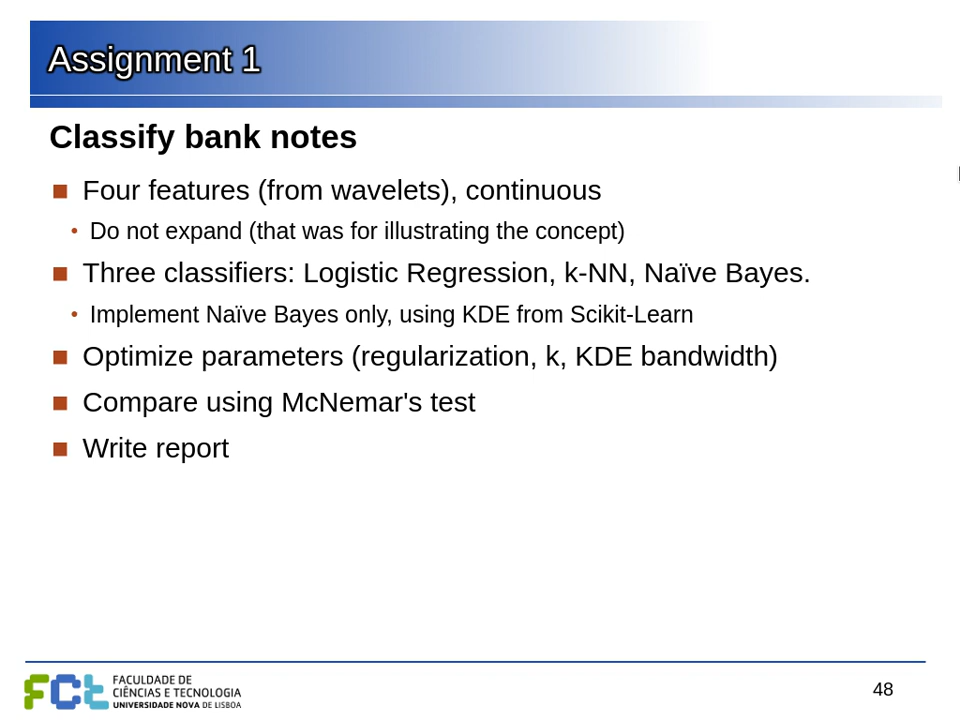 Assignment 1
Classify bank notes
Four features (from wavelets), continuous
Do not expand (that was for illustrating the concept)
Three classifiers: Logistic Regression, k-NN, Naïve Bayes.
Implement Naïve Bayes only, using KDE from Scikit-Learn
Optimize parameters (regularization, k, KDE bandwidth)
Compare using McNemar's test
Write report
FCt
FACULDADE DE
CIÊNCIAS E TECNOLOGIA
UNIVERSIDADE NOVA DE LISBOA
48